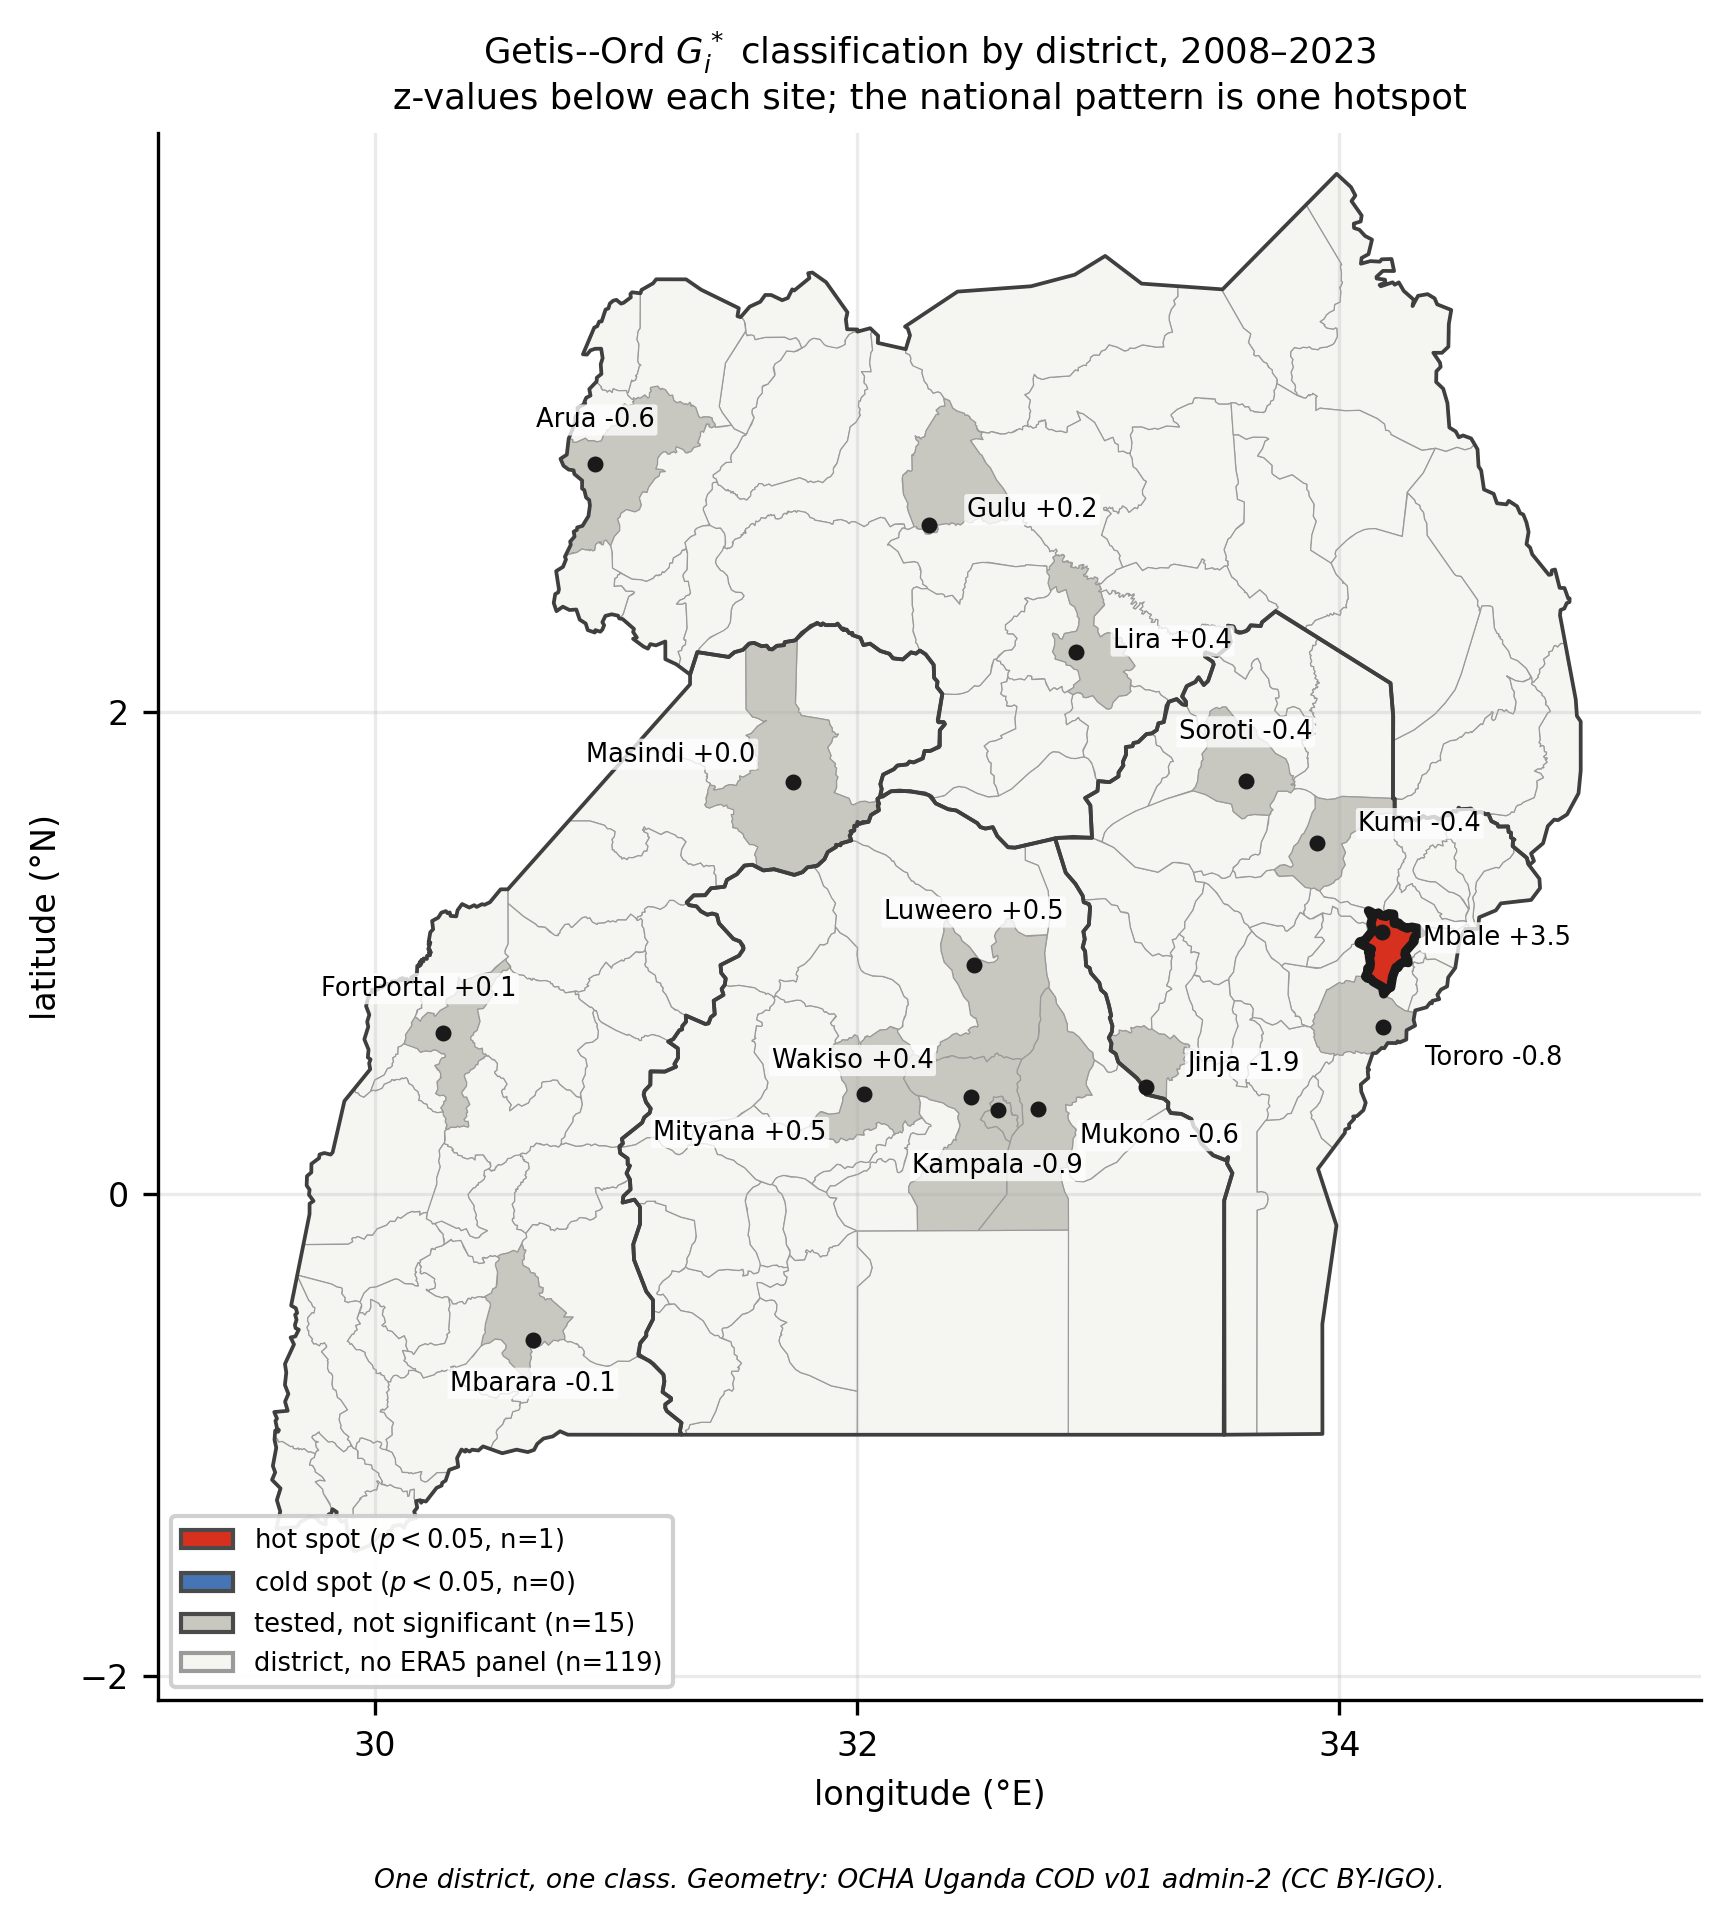 Getis--Ord $G_i^*$ classification by district, 2008–2023
z-values below each site; the national pattern is one hotspot
Arua -0.6
Gulu +0.2
Lira +0.4
Soroti -0.4
Masindi +0.0
Kumi -0.4
Luweero +0.5
Mbale +3.5
FortPortal +0.1
Wakiso +0.4
Jinja -1.9
Tororo -0.8
Mityana +0.5
Mukono -0.6
Kampala -0.9
Mbarara -0.1
latitude (°N)
2
0
−2
hot spot (p < 0.05, n=1)
cold spot (p < 0.05, n=0)
tested, not significant (n=15)
district, no ERA5 panel (n=119)
30
32
34
longitude (°E)
One district, one class. Geometry: OCHA Uganda COD v01 admin-2 (CC BY-IGO).